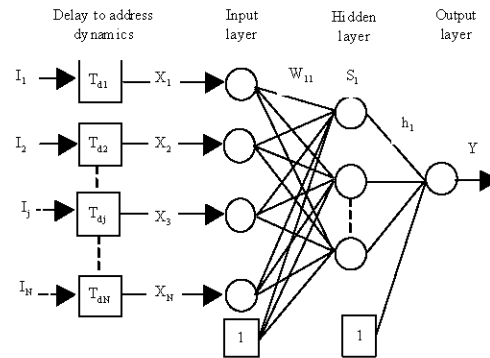 Delay to address
dynamics
Input
layer
Hidden
layer
Output
layer
I1 Td1 X1 W11 S1
h1
I2 Td2 X2 Y
Ij Tdj X3
IN TdN XN
1 1